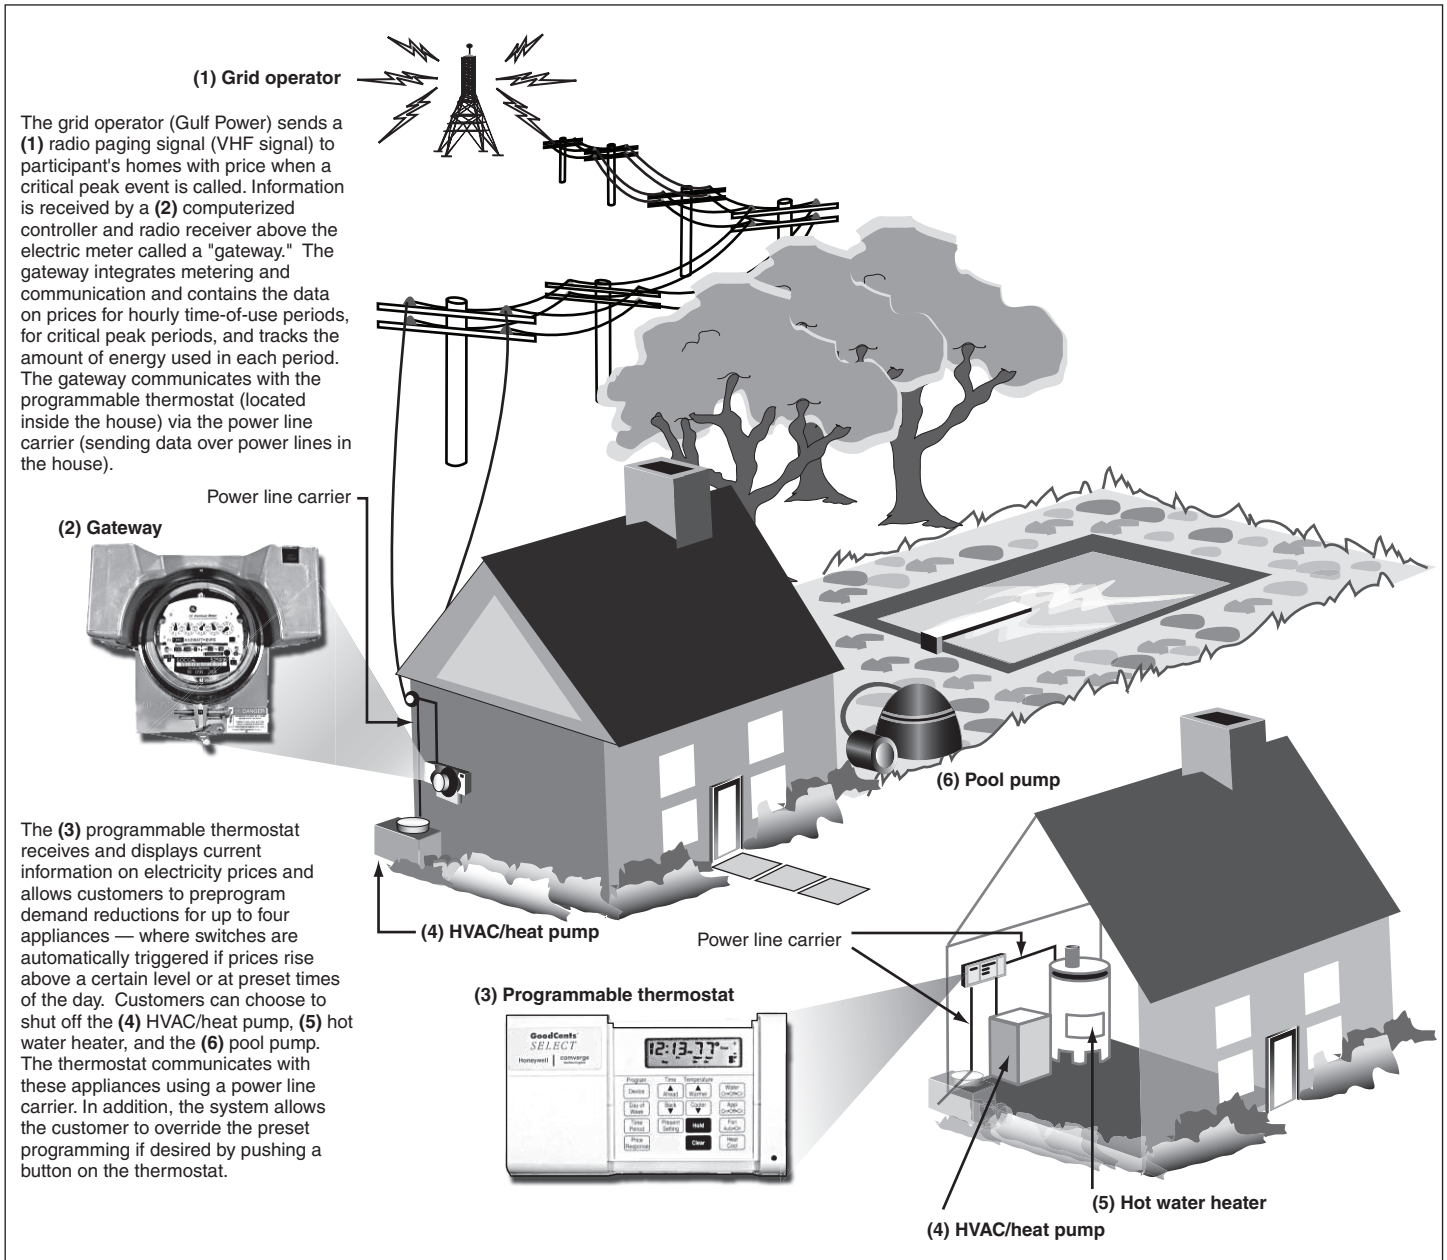 (1) Grid operator
The grid operator (Gulf Power) sends a
(1) radio paging signal (VHF signal) to
participant's homes with price when a
critical peak event is called. Information
is received by a (2) computerized
controller and radio receiver above the
electric meter called a "gateway."  The
gateway integrates metering and
communication and contains the data
on prices for hourly time-of-use periods,
for critical peak periods, and tracks the
amount of energy used in each period.
The gateway communicates with the
programmable thermostat (located
inside the house) via the power line
carrier (sending data over power lines in
the house).
Power line carrier
(2) Gateway
DANGER
(6) Pool pump
The (3) programmable thermostat
receives and displays current
information on electricity prices and
allows customers to preprogram
demand reductions for up to four
appliances — where switches are
automatically triggered if prices rise
above a certain level or at preset times
of the day.  Customers can choose to
shut off the (4) HVAC/heat pump, (5) hot
water heater, and the (6) pool pump.
The thermostat communicates with
these appliances using a power line
carrier. In addition, the system allows
the customer to override the preset
programming if desired by pushing a
button on the thermostat.
(4) HVAC/heat pump
Power line carrier
(3) Programmable thermostat
GoodCents
SELECT
Honeywell | comverge
12:13 77°
Program Time Temperature
Device Ahead Warmer Water
Day of Week Back Cooler Appl
Time Period Present Setting Hold Fan
Price Response Clear Heat Cool
(5) Hot water heater
(4) HVAC/heat pump